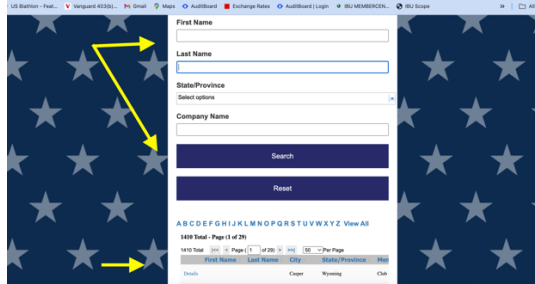 US Biathlon - Feat... Vanguard 403(b)... Gmail Maps AuditBoard Exchange Rates AuditBoard | Login IBU MEMBERCEN... IBU Scope » All
First Name
Last Name
State/Province
Select options
Company Name
Search
Reset
A B C D E F G H I J K L M N O P Q R S T U V W X Y Z View All
1410 Total - Page (1 of 29)
1410 Total |<< < Page ( 1 of 29) > >>| 50 Per Page
First Name Last Name City State/Province Mem
Details Casper Wyoming Club